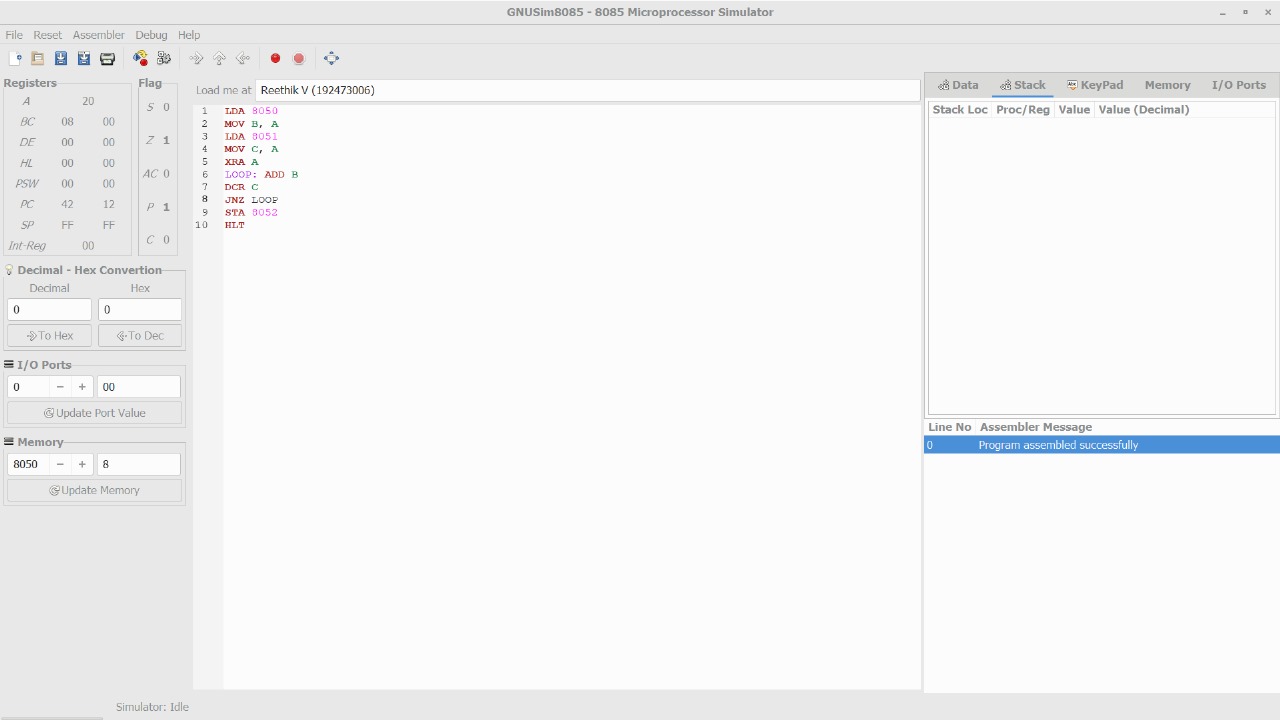 GNUSim8085 - 8085 Microprocessor Simulator
File Reset Assembler Debug Help
Registers
A 20
BC 08 00
DE 00 00
HL 00 00
PSW 00 00
PC 42 12
SP FF FF
Int-Reg 00
Flag
S 0
Z 1
AC 0
P 1
C 0
Decimal - Hex Convertion
Decimal Hex
0 0
To Hex To Dec
I/O Ports
0 − + 00
Update Port Value
Memory
8050 − + 8
Update Memory
Load me at Reethik V (192473006)
1 LDA 8050
2 MOV B, A
3 LDA 8051
4 MOV C, A
5 XRA A
6 LOOP: ADD B
7 DCR C
8 JNZ LOOP
9 STA 8052
10 HLT
Data Stack Abc KeyPad Memory I/O Ports
Stack Loc Proc/Reg Value Value (Decimal)
Line No Assembler Message
0 Program assembled successfully
Simulator: Idle